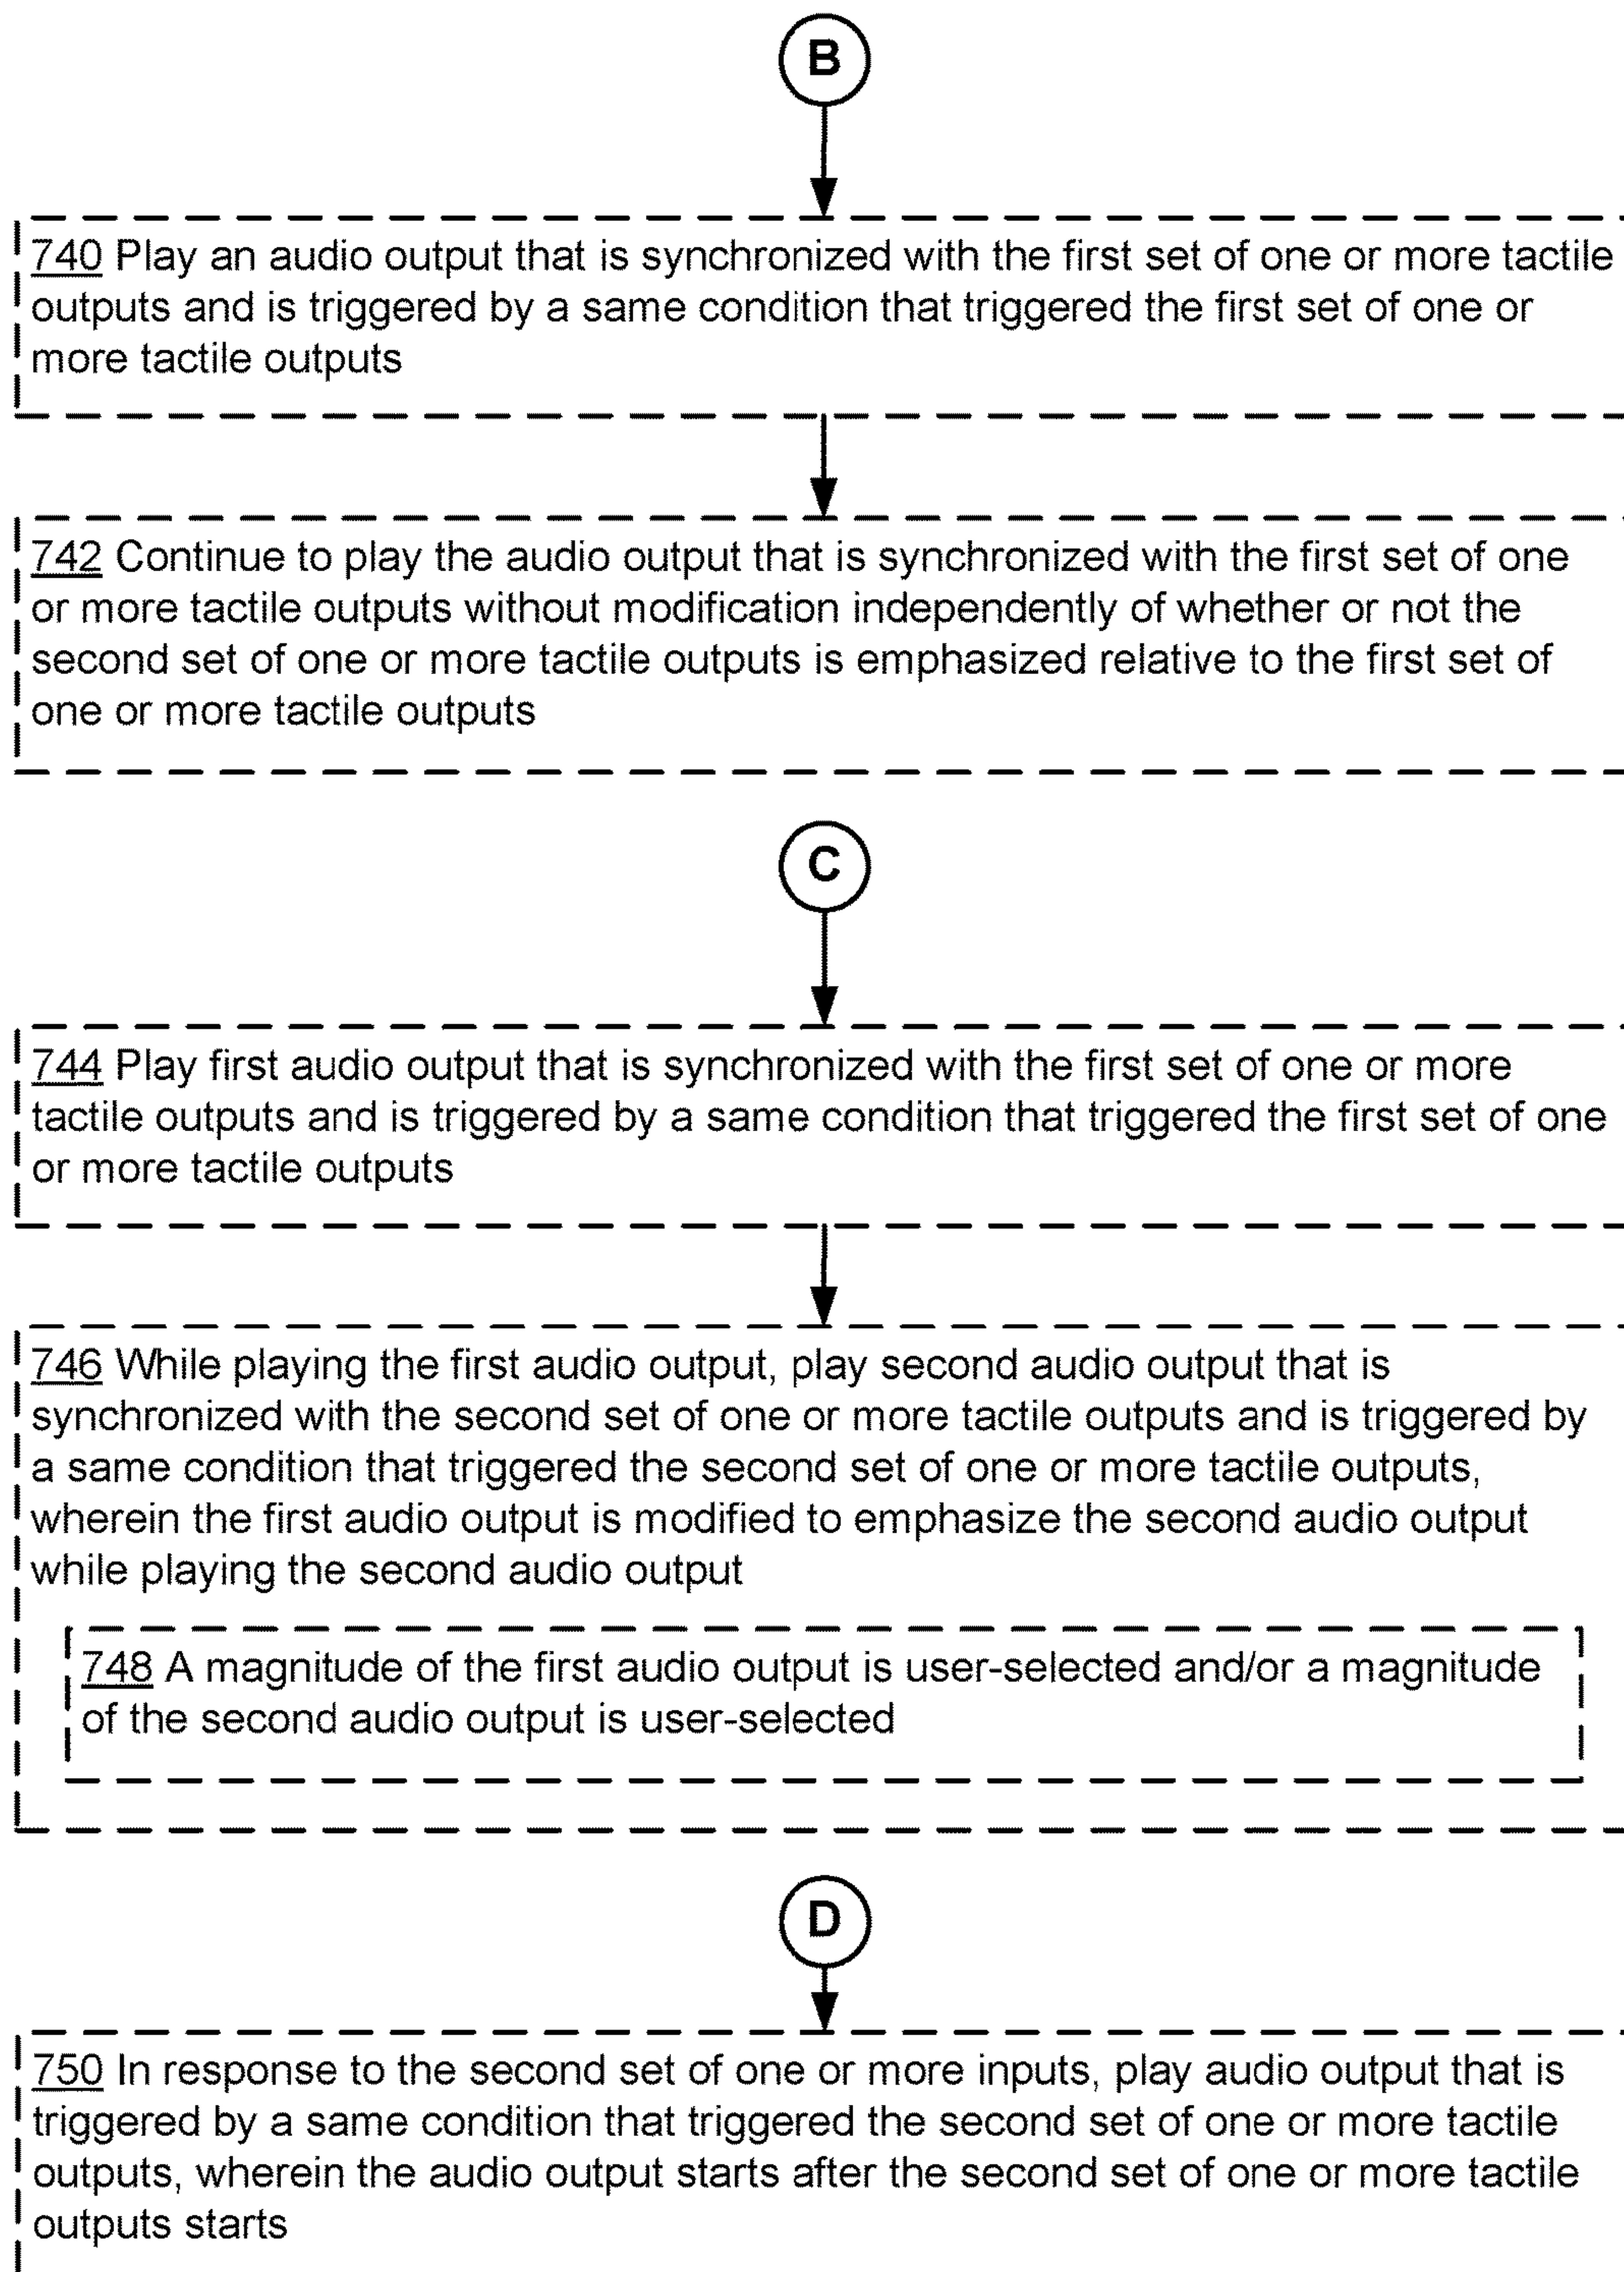 B
740 Play an audio output that is synchronized with the first set of one or more tactile
outputs and is triggered by a same condition that triggered the first set of one or
more tactile outputs
742 Continue to play the audio output that is synchronized with the first set of one
or more tactile outputs without modification independently of whether or not the
second set of one or more tactile outputs is emphasized relative to the first set of
one or more tactile outputs
C
744 Play first audio output that is synchronized with the first set of one or more
tactile outputs and is triggered by a same condition that triggered the first set of one
or more tactile outputs
746 While playing the first audio output, play second audio output that is
synchronized with the second set of one or more tactile outputs and is triggered by
a same condition that triggered the second set of one or more tactile outputs,
wherein the first audio output is modified to emphasize the second audio output
while playing the second audio output
748 A magnitude of the first audio output is user-selected and/or a magnitude
of the second audio output is user-selected
D
750 In response to the second set of one or more inputs, play audio output that is
triggered by a same condition that triggered the second set of one or more tactile
outputs, wherein the audio output starts after the second set of one or more tactile
outputs starts